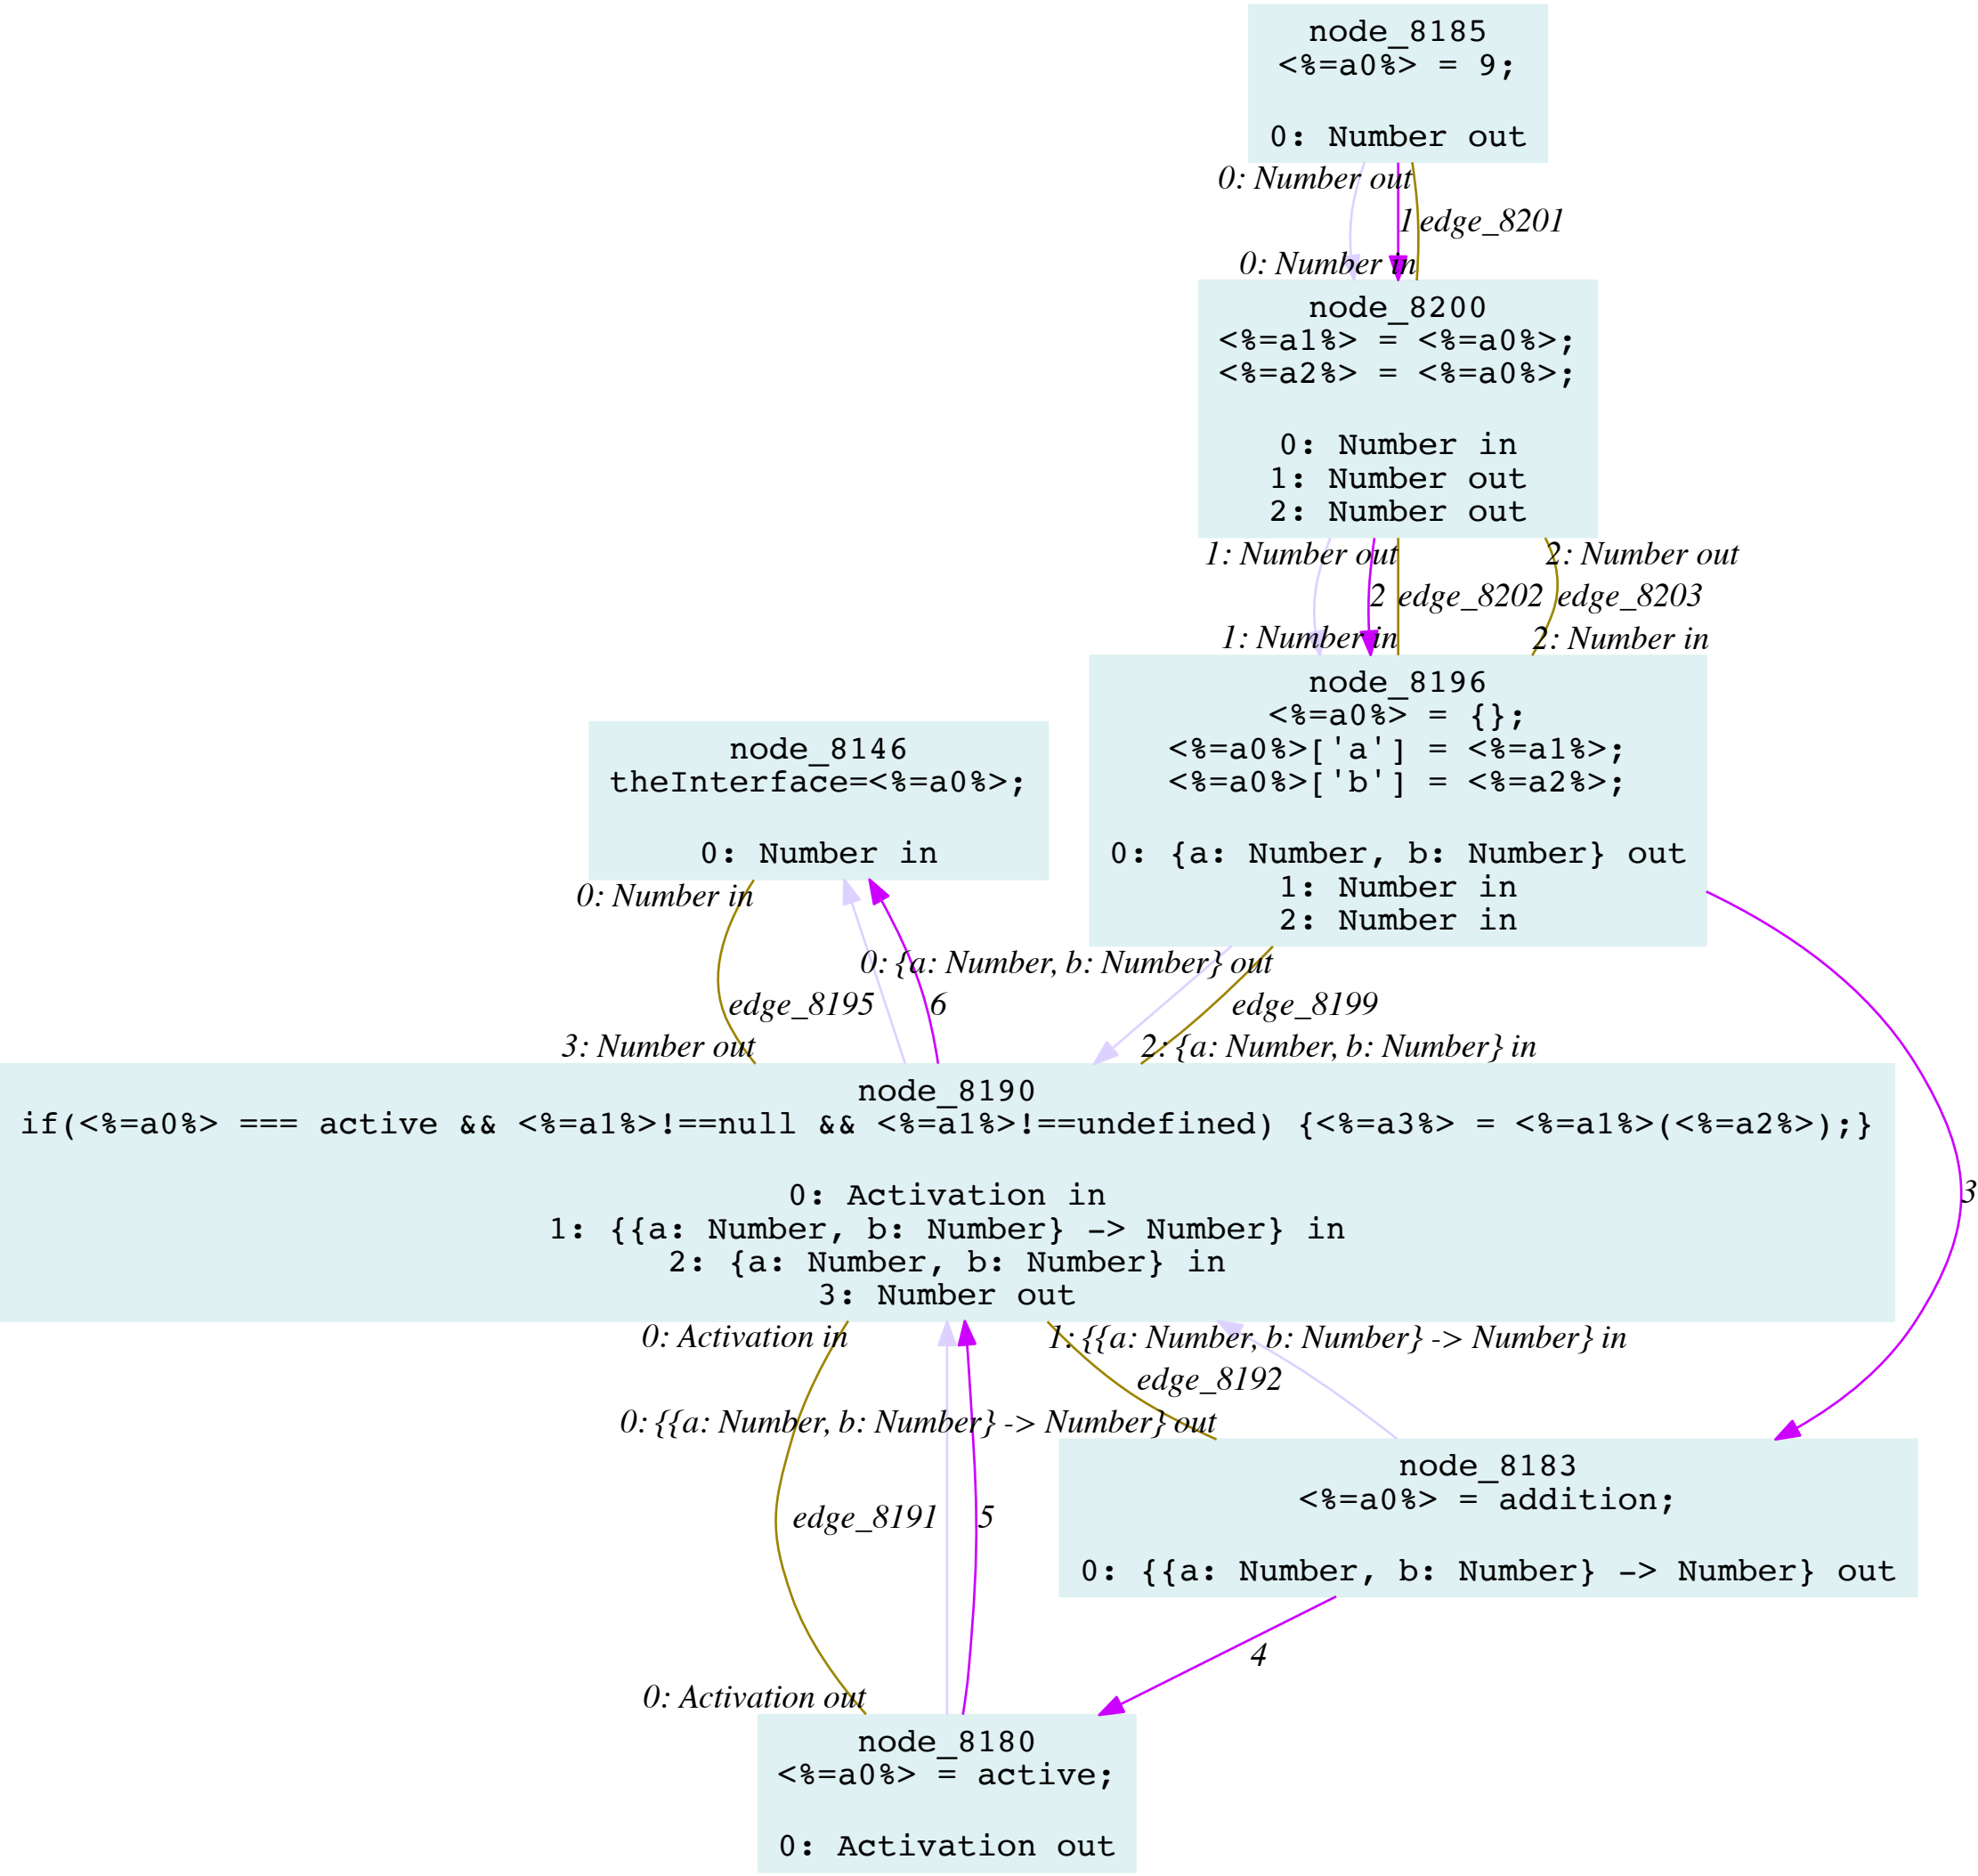 node_8185
<%=a0%> = 9;
0: Number out
0: Number out
1 edge_8201
0: Number in
node_8200
<%=a1%> = <%=a0%>;
<%=a2%> = <%=a0%>;
0: Number in
1: Number out
2: Number out
1: Number out
2: Number out
2 edge_8202 edge_8203
1: Number in
2: Number in
node_8196
<%=a0%> = {};
<%=a0%>['a'] = <%=a1%>;
<%=a0%>['b'] = <%=a2%>;
0: {a: Number, b: Number} out
1: Number in
2: Number in
node_8146
theInterface=<%=a0%>;
0: Number in
0: Number in
0: {a: Number, b: Number} out
edge_8195
6
edge_8199
3: Number out
2: {a: Number, b: Number} in
node_8190
if(<%=a0%> === active && <%=a1%>!==null && <%=a1%>!==undefined) {<%=a3%> = <%=a1%>(<%=a2%>);}
0: Activation in
1: {{a: Number, b: Number} -> Number} in
2: {a: Number, b: Number} in
3: Number out
3
0: Activation in
1: {{a: Number, b: Number} -> Number} in
edge_8192
0: {{a: Number, b: Number} -> Number} out
node_8183
<%=a0%> = addition;
0: {{a: Number, b: Number} -> Number} out
edge_8191
5
4
0: Activation out
node_8180
<%=a0%> = active;
0: Activation out